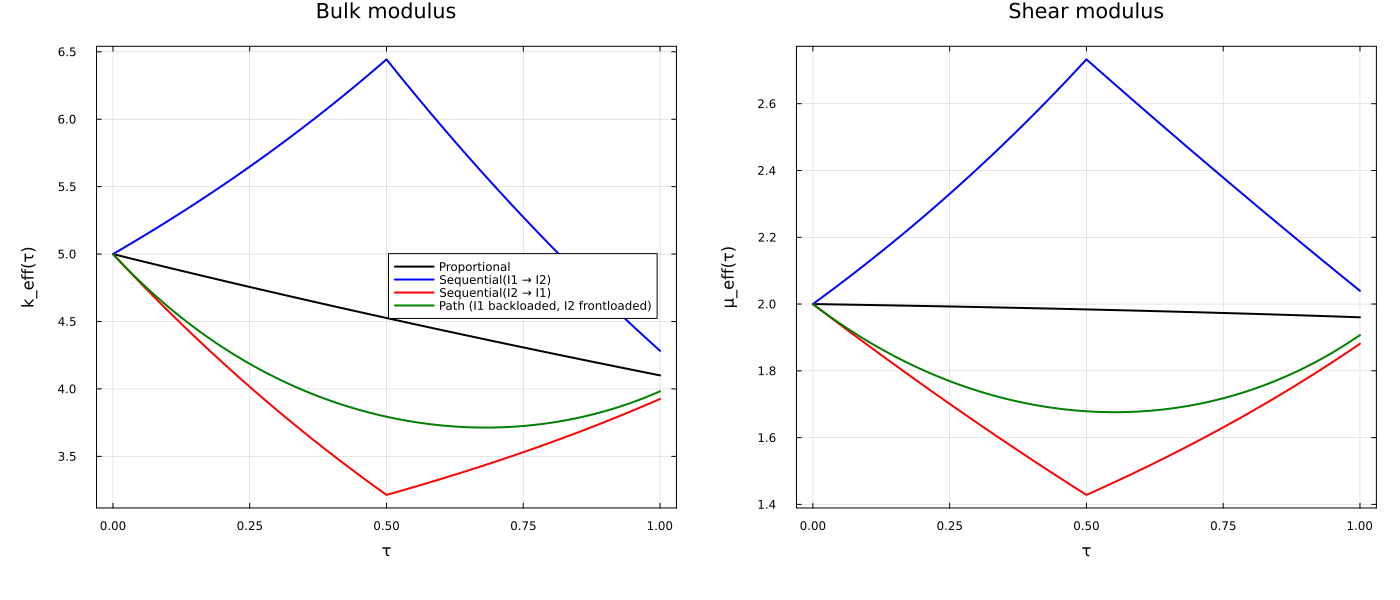 Bulk modulus
k_eff(τ)
6.5
6.0
5.5
5.0
4.5
4.0
3.5
Proportional
Sequential(I1 → I2)
Sequential(I2 → I1)
Path (I1 backloaded, I2 frontloaded)
0.00 0.25 0.50 0.75 1.00
τ
Shear modulus
μ_eff(τ)
2.6
2.4
2.2
2.0
1.8
1.6
1.4
0.00 0.25 0.50 0.75 1.00
τ